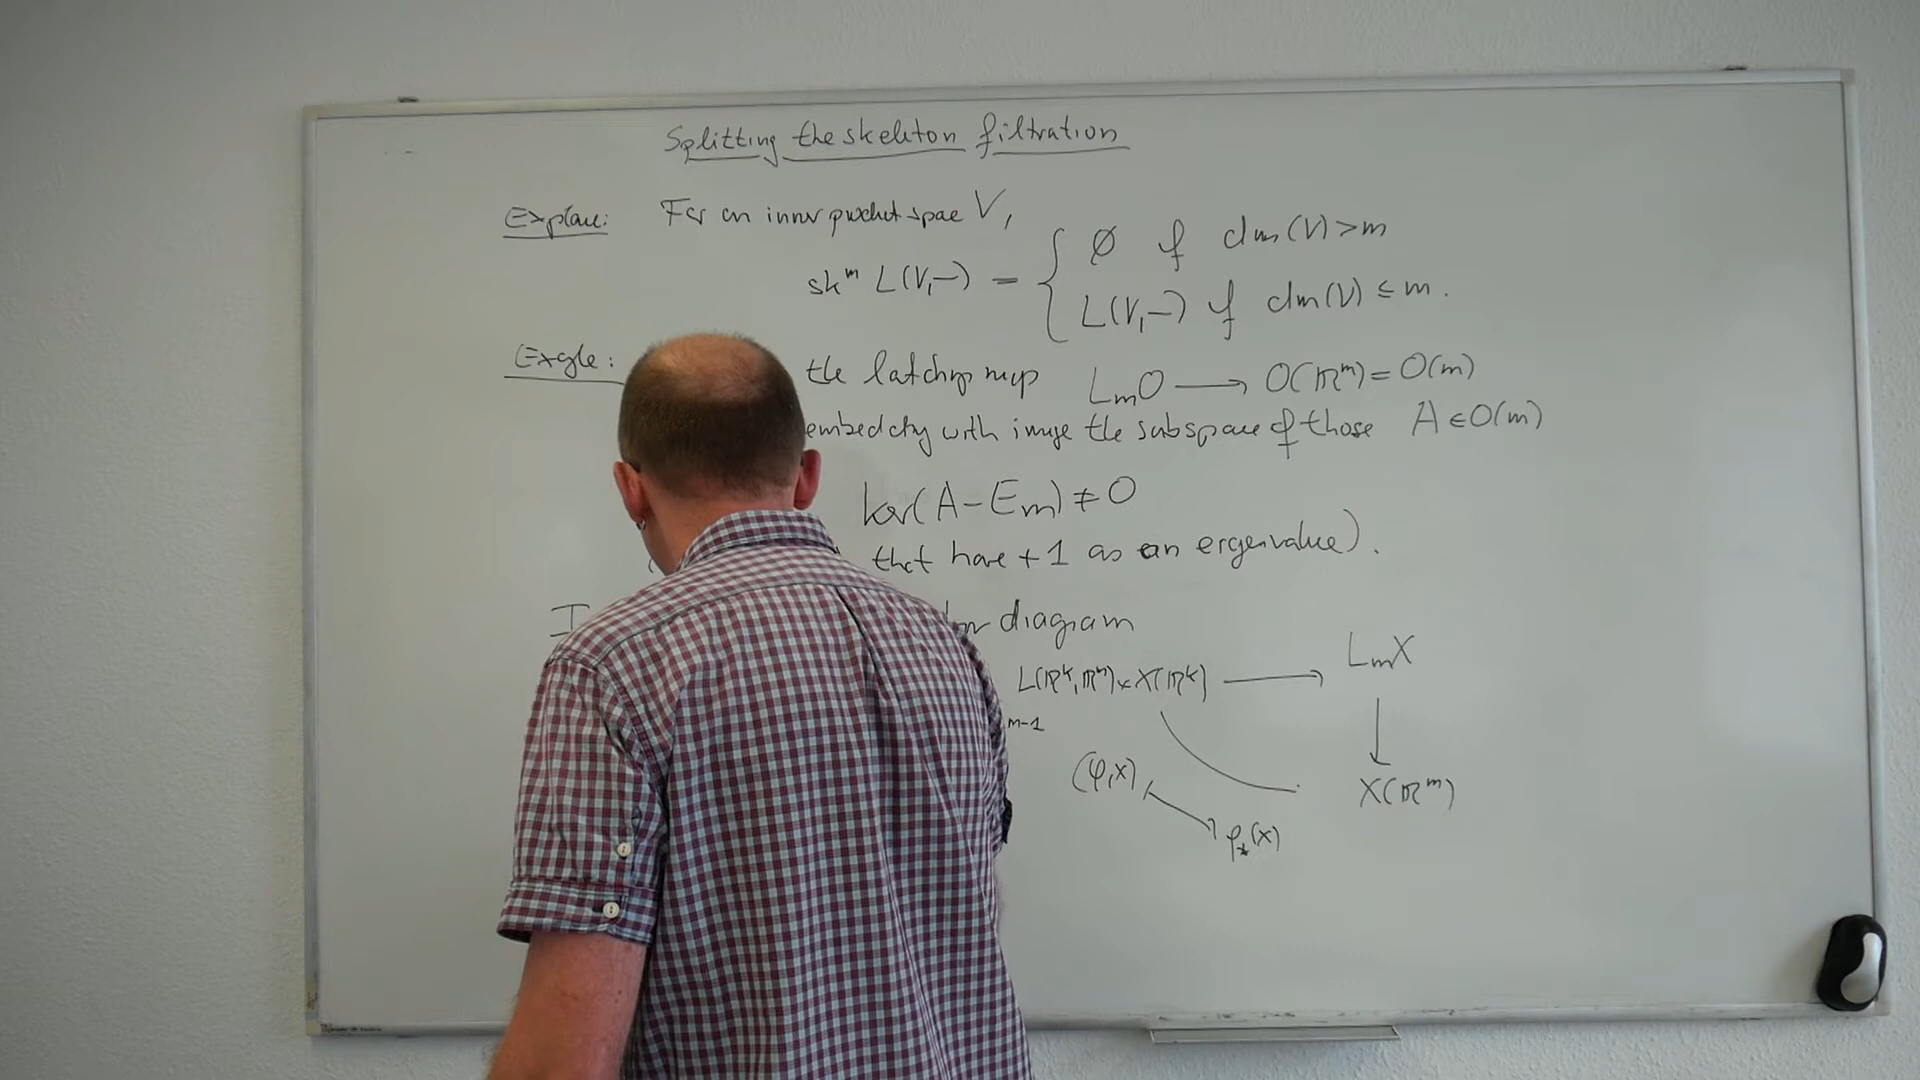 Splitting the skeleton filtration
Example: For an inner product space V,
sk^m L(V,-) = { ∅ if dim(V) > m
L(V,-) if dim(V) ≤ m.
Example: the latching map L_mO → O(ℝ^m) = O(m)
embedding with image the subspace of those A ∈ O(m)
ker(A - E_m) ≠ 0
that have +1 as an eigenvalue).
I diagram
L(ℝ^k, ℝ^m) × X(ℝ^k) → L_mX
m-1
(φ,x) ↦ φ_*(x)
X(ℝ^m)